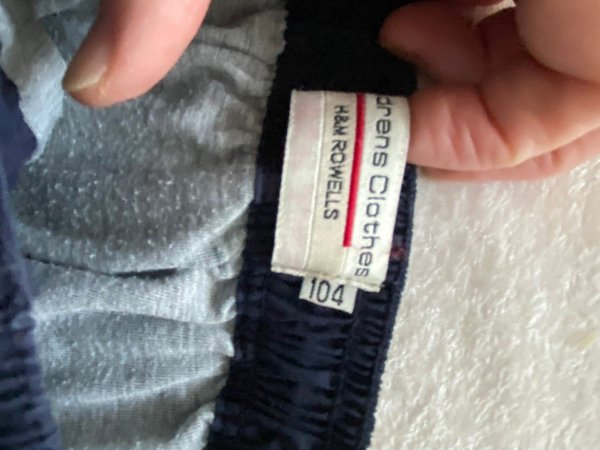 drens Clothes
H&M ROWELLS
104